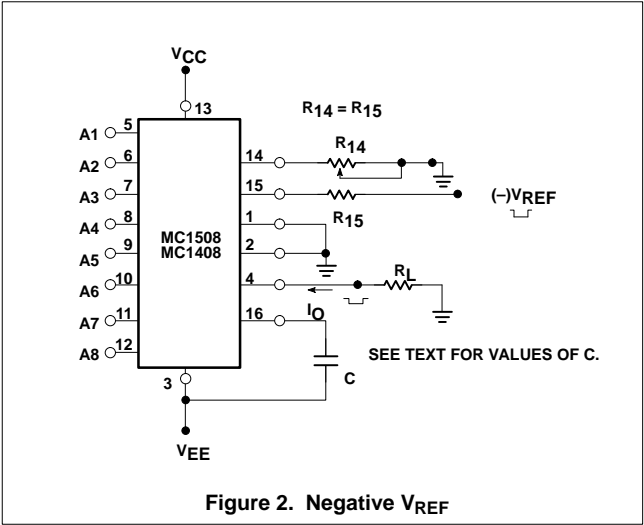 VCC
13
R14 = R15
A1 5
A2 6
14 R14
A3 7
15 R15
(–)VREF
A4 8
1
MC1508
MC1408
A5 9
2
A6 10
4 RL
IO
A7 11
16
SEE TEXT FOR VALUES OF C.
A8 12
C
3
VEE
Figure 2. Negative VREF